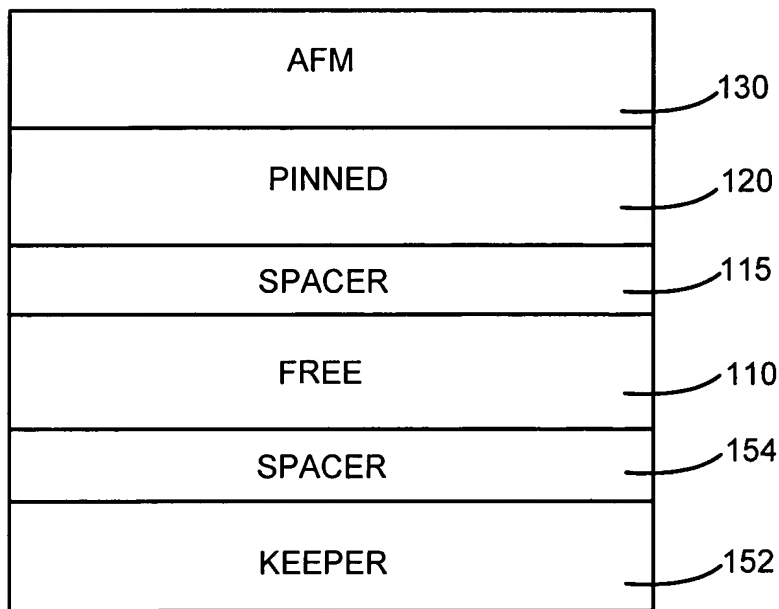 AFM
130
PINNED
120
SPACER
115
FREE
110
SPACER
154
KEEPER
152